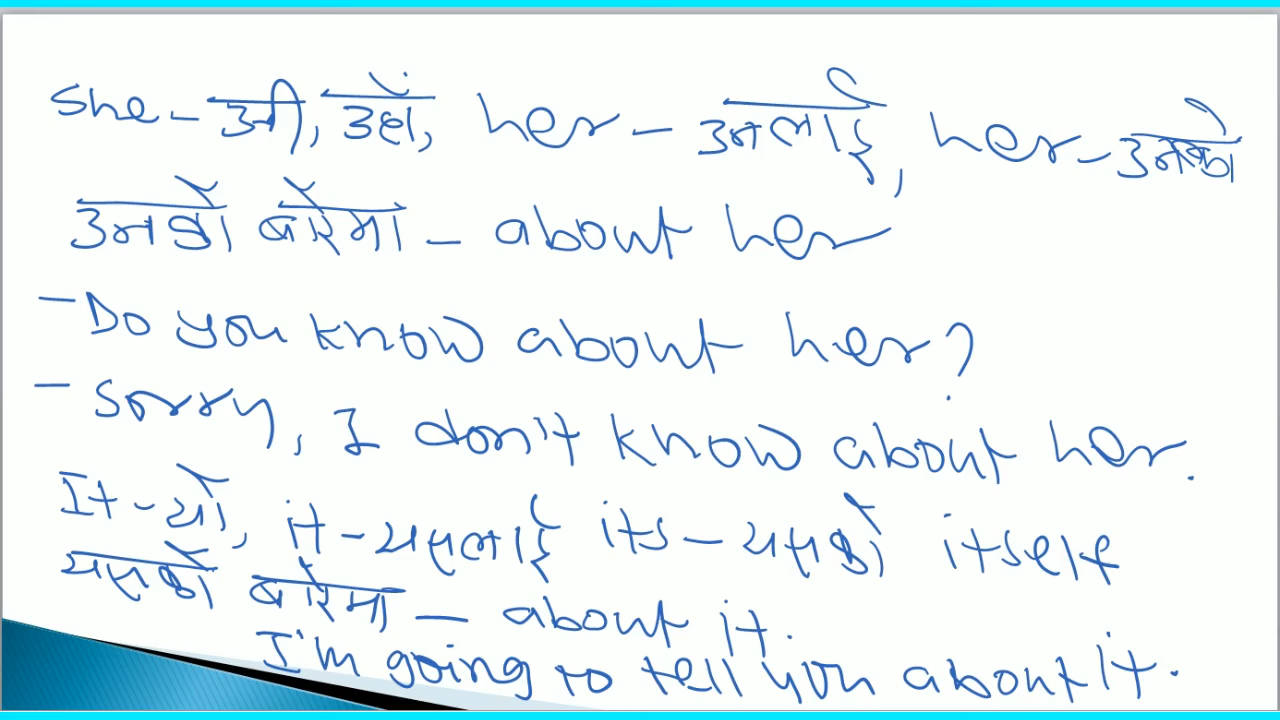 She - उनी, उहाँ, her - उनलाई, her - उनको
उनको बारेमा - about her
- Do you know about her?
- Sorry, I don't know about her.
It - यो, it - यसलाई its - यसको itself
यसको बारेमा - about it.
I'm going to tell you about it.